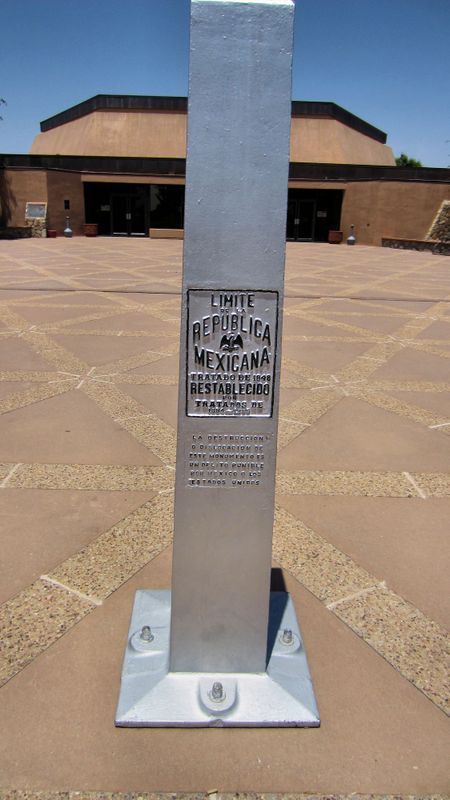 LIMITE
DE LA
REPUBLICA
MEXICANA
TRATADO DE 1848
RESTABLECIDO
POR
TRATADOS DE
LA DESTRUCCION
O DISLOCACION DE
ESTE MONUMENTO ES
UN DELITO PUNIBLE
POR MEXICO O LOS
ESTADOS UNIDOS